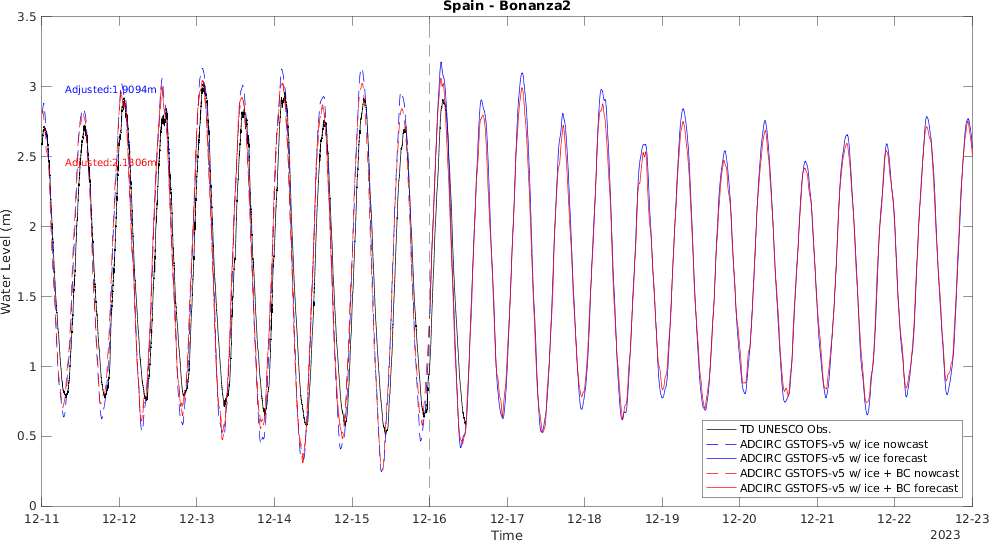 Spain - Bonanza2
3.5
3
2.5
2
1.5
1
0.5
0
Water Level (m)
Adjusted:1.9094m
Adjusted:2.1306m
TD UNESCO Obs.
ADCIRC GSTOFS-v5 w/ ice nowcast
ADCIRC GSTOFS-v5 w/ ice forecast
ADCIRC GSTOFS-v5 w/ ice + BC nowcast
ADCIRC GSTOFS-v5 w/ ice + BC forecast
12-11 12-12 12-13 12-14 12-15 12-16 12-17 12-18 12-19 12-20 12-21 12-22 12-23
Time
2023